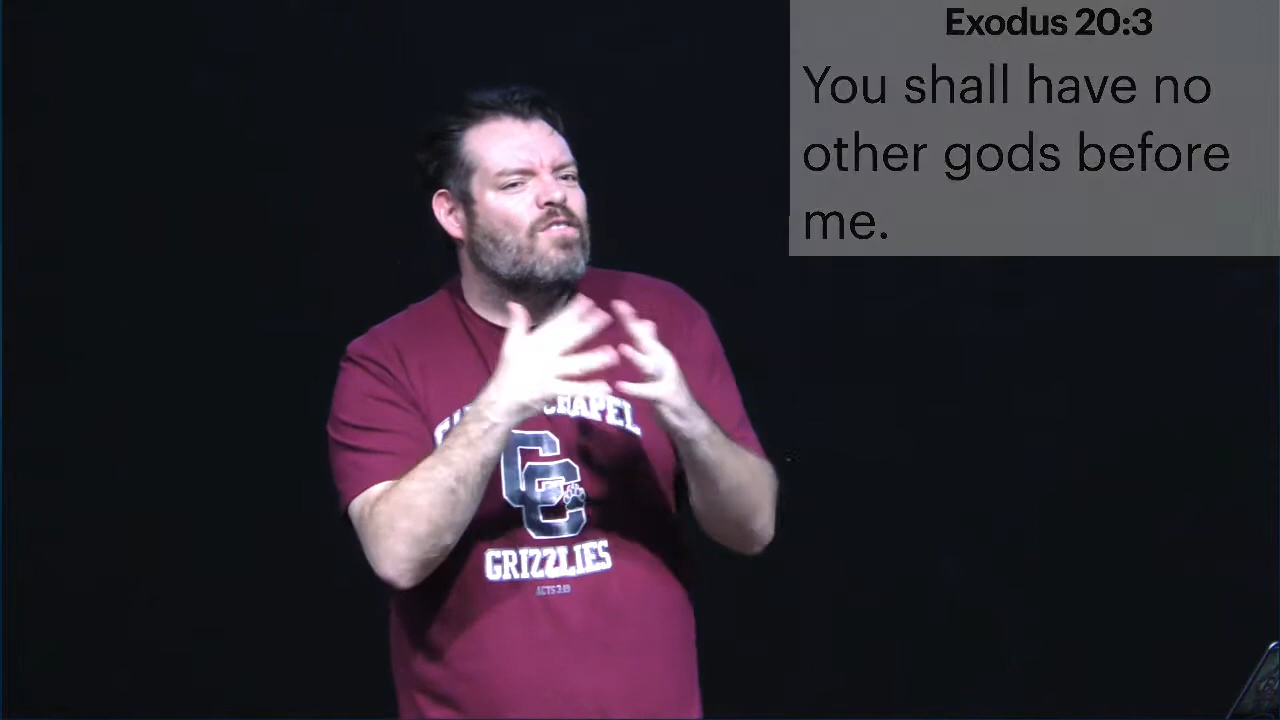 Exodus 20:3
You shall have no
other gods before
me.
CHAPEL
CC
GRIZZLIES